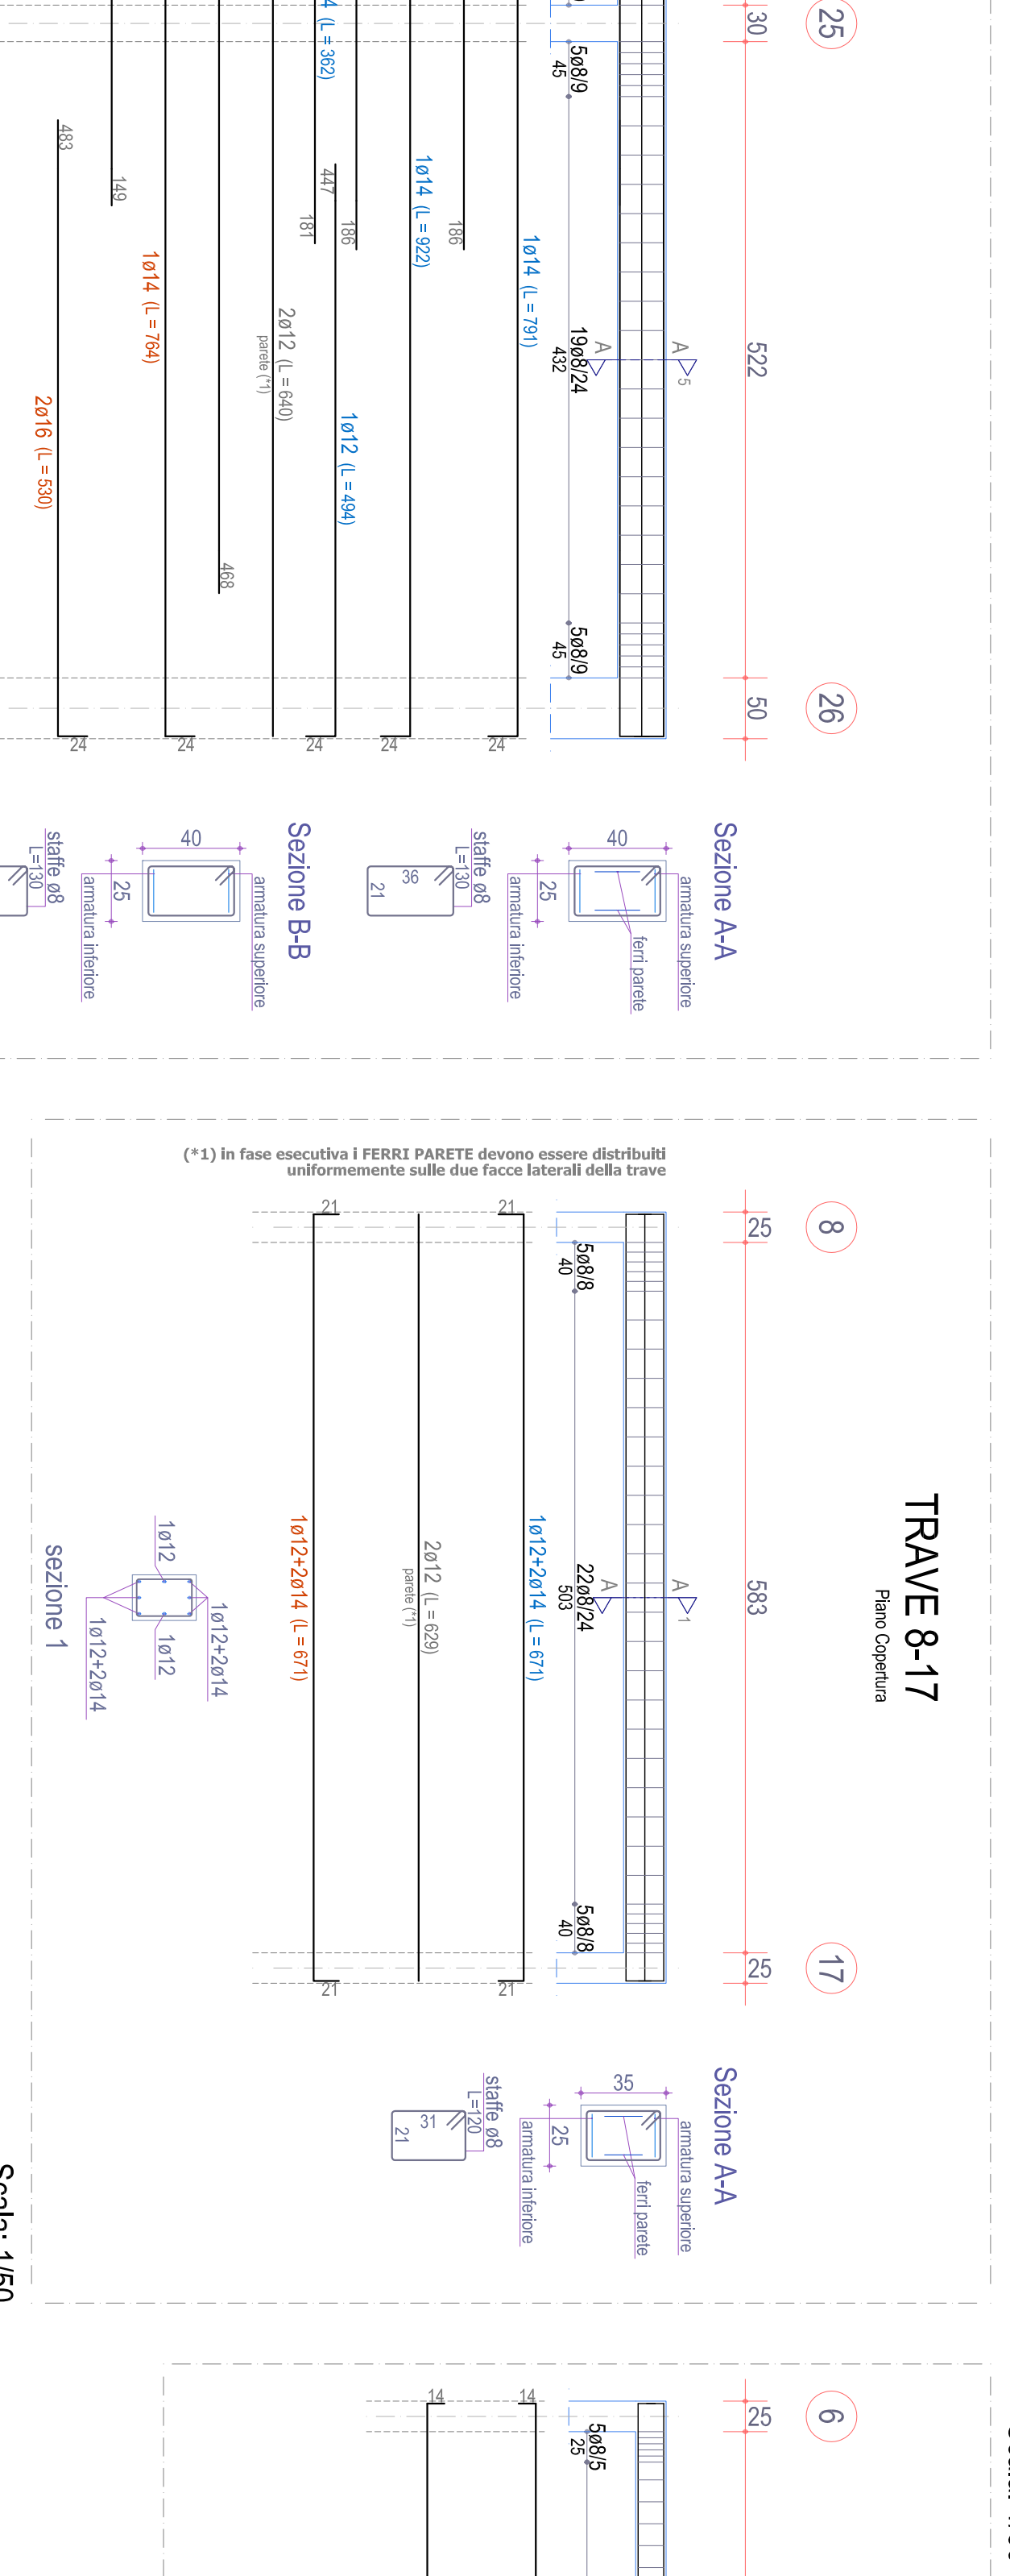 25
26
30
522
50
5ø8/9
45
19ø8/24
432
5ø8/9
45
A
A
5
1ø14 (L = 791)
24
186
1ø14 (L = 922)
24
186
447
1ø12 (L = 494)
24
(L = 362)
181
2ø12 (L = 640)
parete (*1)
468
1ø14 (L = 764)
24
149
483
2ø16 (L = 530)
24
Sezione A-A
40
25
armatura superiore
ferri parete
armatura inferiore
staffe ø8
L=130
36
21
Sezione B-B
40
25
armatura superiore
armatura inferiore
staffe ø8
L=130
TRAVE 8-17
Piano Copertura
8
17
25
583
25
A
A
1
5ø8/8
40
22ø8/24
503
5ø8/8
40
21
1ø12+2ø14 (L = 671)
21
2ø12 (L = 629)
parete (*1)
21
1ø12+2ø14 (L = 671)
21
(*1) in fase esecutiva i FERRI PARETE devono essere distribuiti
uniformemente sulle due facce laterali della trave
1ø12+2ø14
1ø12
1ø12
1ø12+2ø14
sezione 1
Sezione A-A
35
25
armatura superiore
ferri parete
armatura inferiore
staffe ø8
L=120
31
21
Scala: 1/50
6
25
5ø8/5
25
14
14